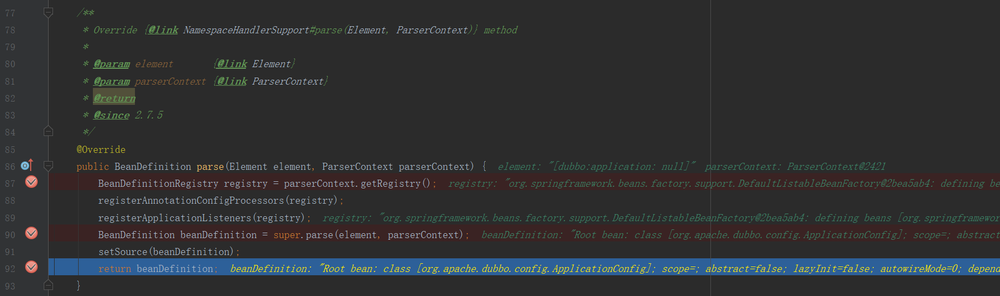 77 /**
78 * Override {@link NamespaceHandlerSupport#parse(Element, ParserContext)} method
79 *
80 * @param element {@link Element}
81 * @param parserContext {@link ParserContext}
82 * @return
83 * @since 2.7.5
84 */
85 @Override
86 public BeanDefinition parse(Element element, ParserContext parserContext) { element: "[dubbo:application: null]" parserContext: ParserContext@2421
87 BeanDefinitionRegistry registry = parserContext.getRegistry(); registry: "org.springframework.beans.factory.support.DefaultListableBeanFactory@2bea5ab4: defining be
88 registerAnnotationConfigProcessors(registry);
89 registerApplicationListeners(registry); registry: "org.springframework.beans.factory.support.DefaultListableBeanFactory@2bea5ab4: defining beans [org.springframewor
90 BeanDefinition beanDefinition = super.parse(element, parserContext); beanDefinition: "Root bean: class [org.apache.dubbo.config.ApplicationConfig]; scope=; abstract
91 setSource(beanDefinition);
92 return beanDefinition; beanDefinition: "Root bean: class [org.apache.dubbo.config.ApplicationConfig]; scope=; abstract=false; lazyInit=false; autowireMode=0; depend
93 }